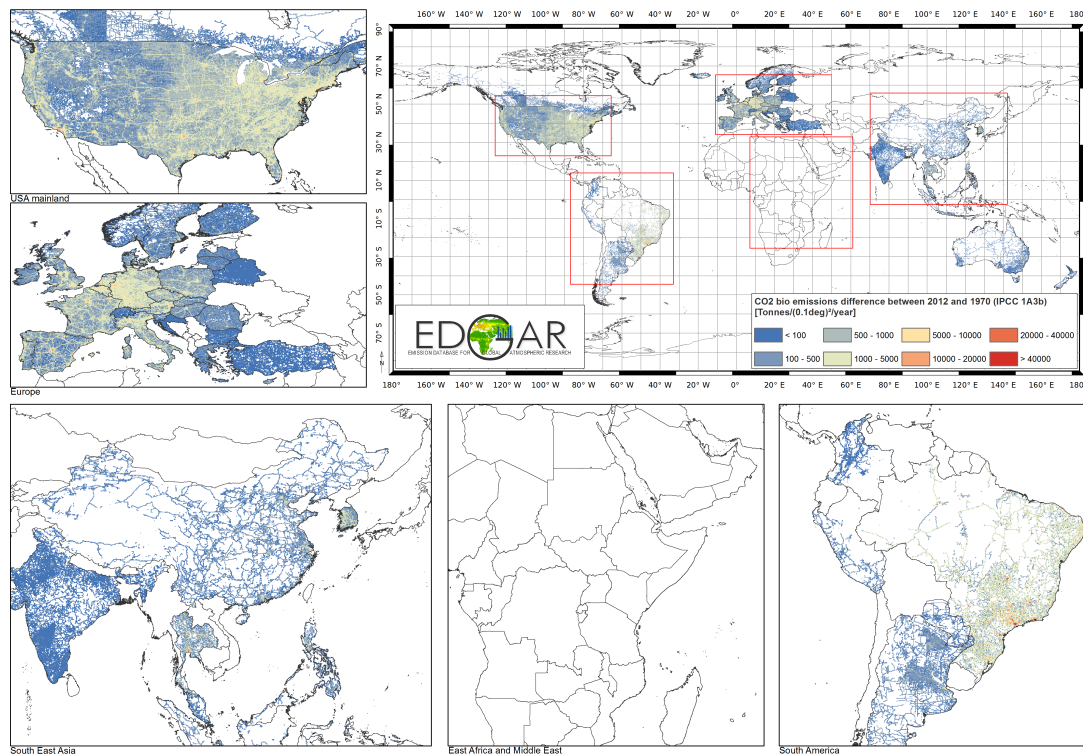 160° W 140° W 120° W 100° W 80° W 60° W 40° W 20° W 0° E 20° E 40° E 60° E 80° E 100° E 120° E 140° E 160° E 180
90° N
70° N
50° N
30° N
10° N
10° S
30° S
50° S
70° S
180° W 160° W 140° W 120° W 100° W 80° W 60° W 40° W 20° W 0° E 20° E 40° E 60° E 80° E 100° E 120° E 140° E 160° E 180
USA mainland
Europe
EDGAR
EMISSION DATABASE FOR GLOBAL ATMOSPHERIC RESEARCH
CO2 bio emissions difference between 2012 and 1970 (IPCC 1A3b)
[Tonnes/(0.1deg)²/year]
< 100 500 - 1000 5000 - 10000 20000 - 40000
100 - 500 1000 - 5000 10000 - 20000 > 40000
South East Asia
East Africa and Middle East
South America